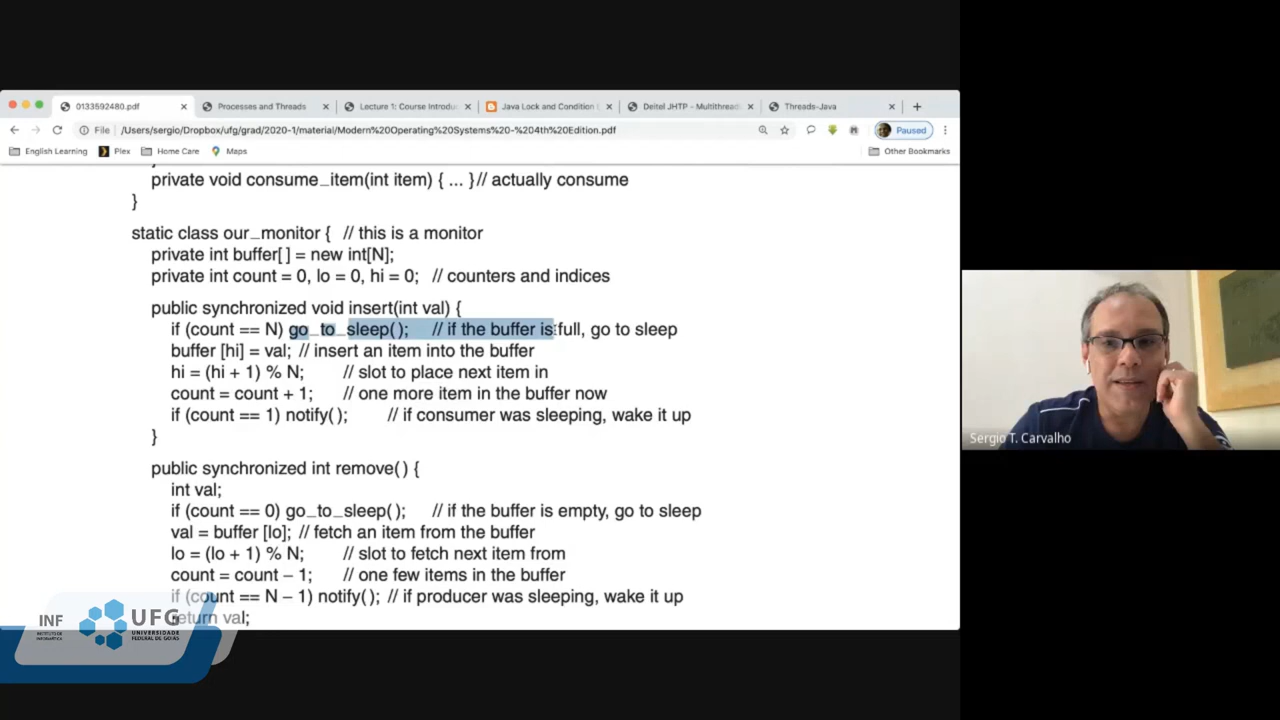 0133592480.pdf
Processes and Threads
Lecture 1: Course Introdu
Java Lock and Condition
Deitel JHTP - Multithread
Threads-Java
File
/Users/sergio/Dropbox/ufg/grad/2020-1/material/Modern%20Operating%20Systems%20-%204th%20Edition.pdf
Paused
English Learning
Plex
Home Care
Maps
Other Bookmarks
private void consume_item(int item) { ... }// actually consume
}
static class our_monitor { // this is a monitor
private int buffer[ ] = new int[N];
private int count = 0, lo = 0, hi = 0; // counters and indices
public synchronized void insert(int val) {
if (count == N) go_to_sleep( ); // if the buffer is full, go to sleep
buffer [hi] = val; // insert an item into the buffer
hi = (hi + 1) % N; // slot to place next item in
count = count + 1; // one more item in the buffer now
if (count == 1) notify( ); // if consumer was sleeping, wake it up
}
public synchronized int remove( ) {
int val;
if (count == 0) go_to_sleep( ); // if the buffer is empty, go to sleep
val = buffer [lo]; // fetch an item from the buffer
lo = (lo + 1) % N; // slot to fetch next item from
count = count − 1; // one few items in the buffer
if (count == N − 1) notify( ); // if producer was sleeping, wake it up
return val;
Sergio T. Carvalho
INF
INSTITUTO DE
INFORMÁTICA
UFG
UNIVERSIDADE
FEDERAL DE GOIÁS